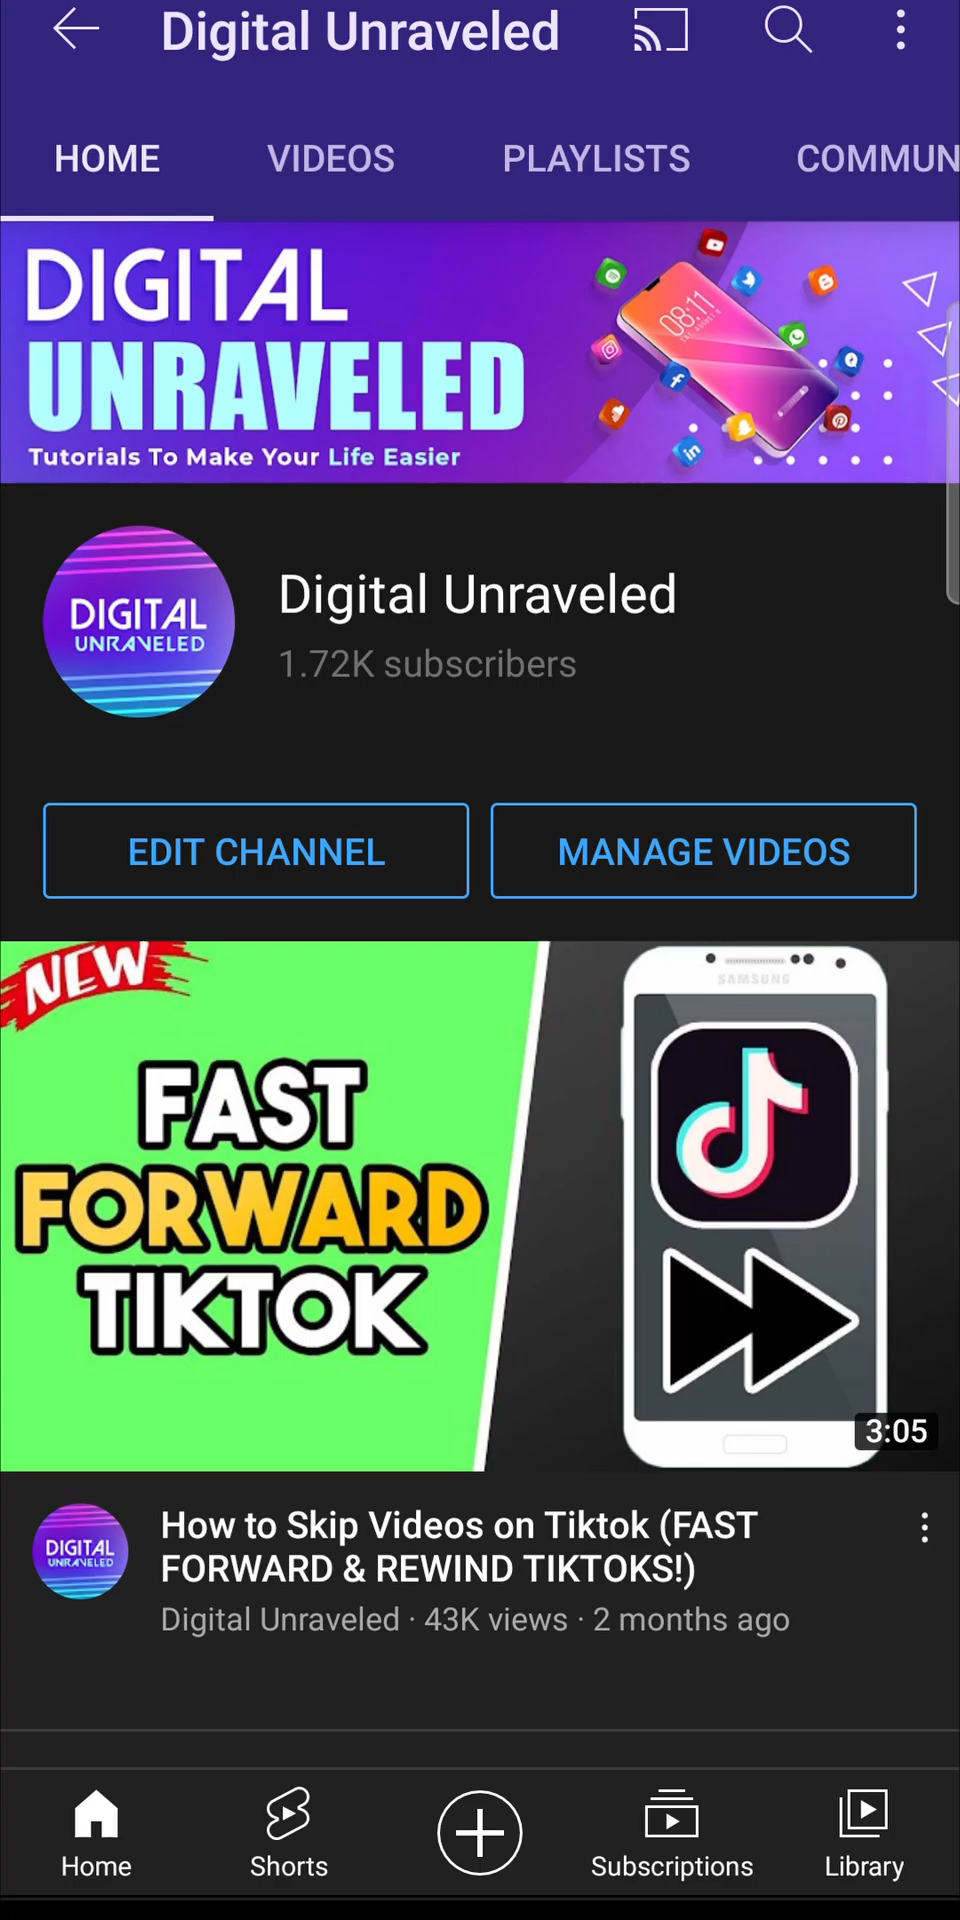 Digital Unraveled
HOME VIDEOS PLAYLISTS COMMUN
DIGITAL
UNRAVELED
Tutorials To Make Your Life Easier
08:11
DIGITAL
UNRAVELED
Digital Unraveled
1.72K subscribers
EDIT CHANNEL MANAGE VIDEOS
NEW
FAST
FORWARD
TIKTOK
SAMSUNG
3:05
DIGITAL
UNRAVELED
How to Skip Videos on Tiktok (FAST
FORWARD & REWIND TIKTOKS!)
Digital Unraveled · 43K views · 2 months ago
Home Shorts Subscriptions Library